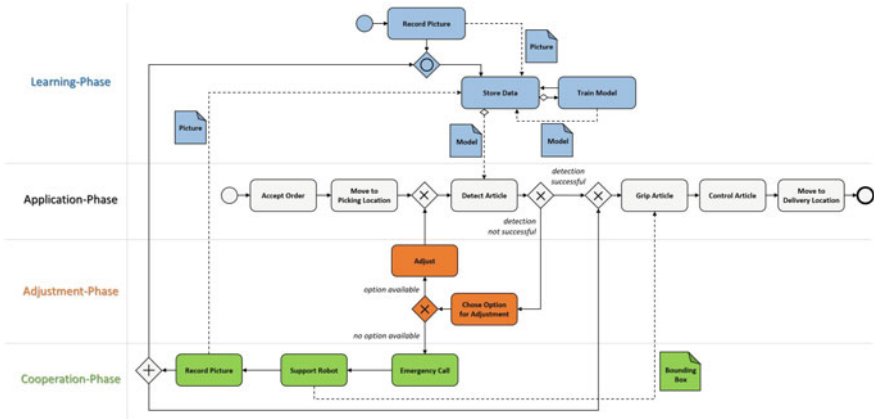 Record Picture
Picture
Learning-Phase
Store Data
Train Model
Picture
Model
Model
detection
successful
Application-Phase
Accept Order
Move to
Picking Location
Detect Article
Grip Article
Control Article
Move to
Delivery Location
detection
not successful
Adjust
Adjustment-Phase
option available
Chose Option
for Adjustment
no option available
Cooperation-Phase
Record Picture
Support Robot
Emergency Call
Bounding
Box